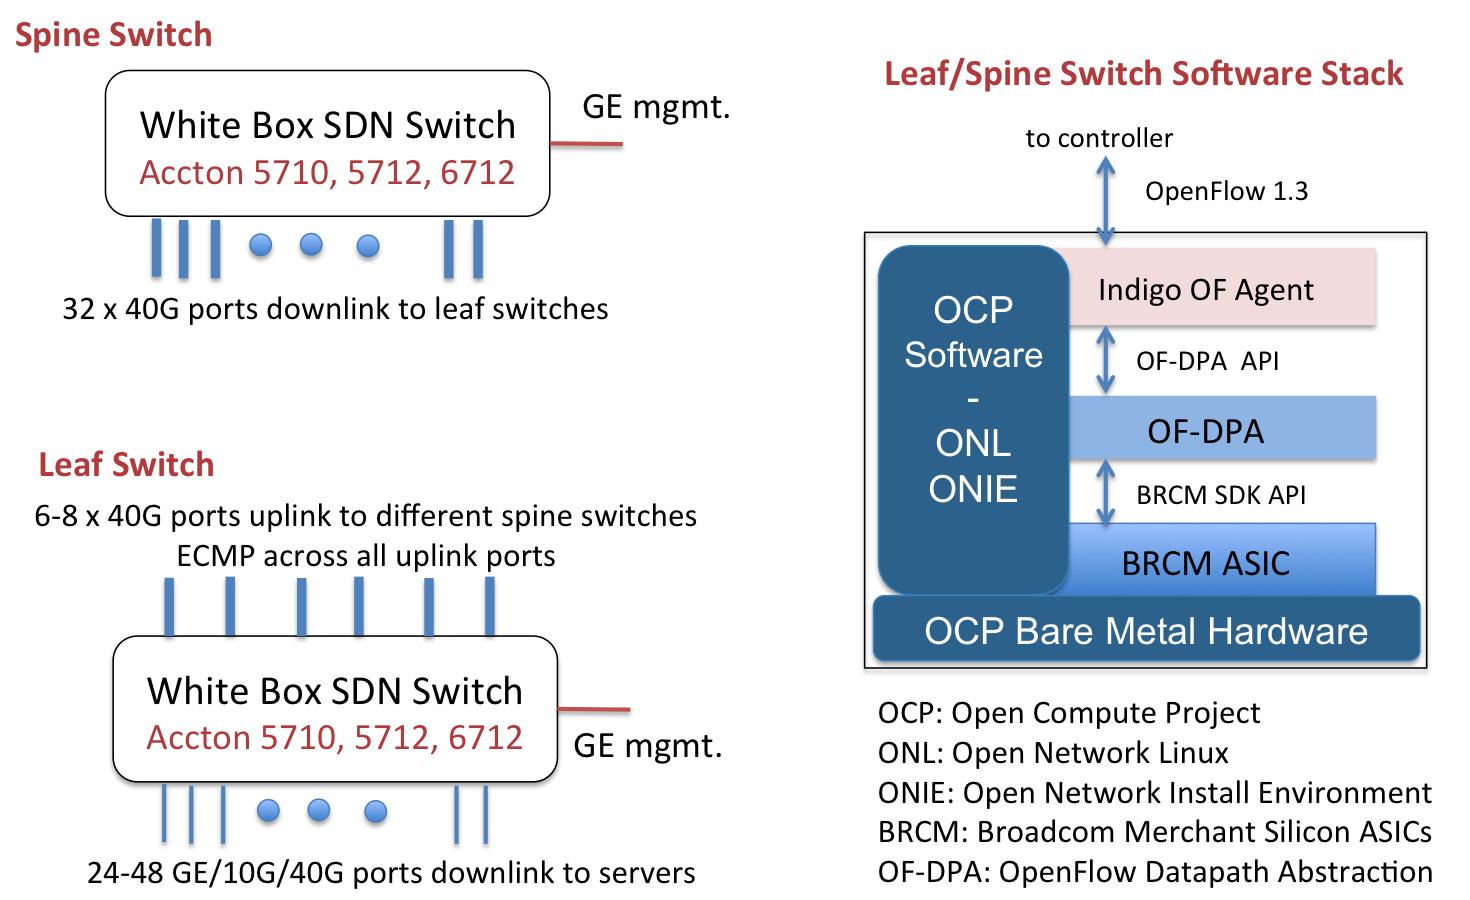 Spine Switch
White Box SDN Switch
Accton 5710, 5712, 6712
GE mgmt.
32 x 40G ports downlink to leaf switches
Leaf Switch
6-8 x 40G ports uplink to different spine switches
ECMP across all uplink ports
White Box SDN Switch
Accton 5710, 5712, 6712
GE mgmt.
24-48 GE/10G/40G ports downlink to servers
Leaf/Spine Switch Software Stack
to controller
OpenFlow 1.3
OCP
Software
-
ONL
ONIE
Indigo OF Agent
OF-DPA API
OF-DPA
BRCM SDK API
BRCM ASIC
OCP Bare Metal Hardware
OCP: Open Compute Project
ONL: Open Network Linux
ONIE: Open Network Install Environment
BRCM: Broadcom Merchant Silicon ASICs
OF-DPA: OpenFlow Datapath Abstraction